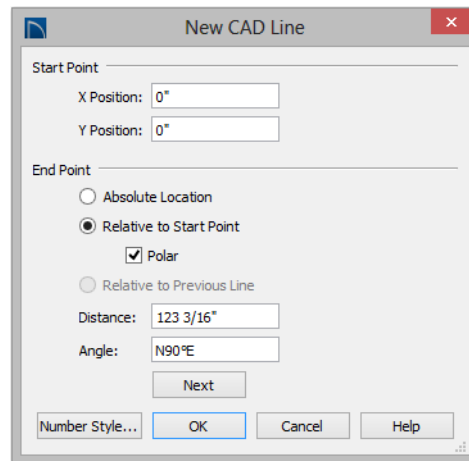 New CAD Line
Start Point
X Position: 0"
Y Position: 0"
End Point
Absolute Location
Relative to Start Point
Polar
Relative to Previous Line
Distance: 123 3/16"
Angle: N90°E
Next
Number Style... OK Cancel Help